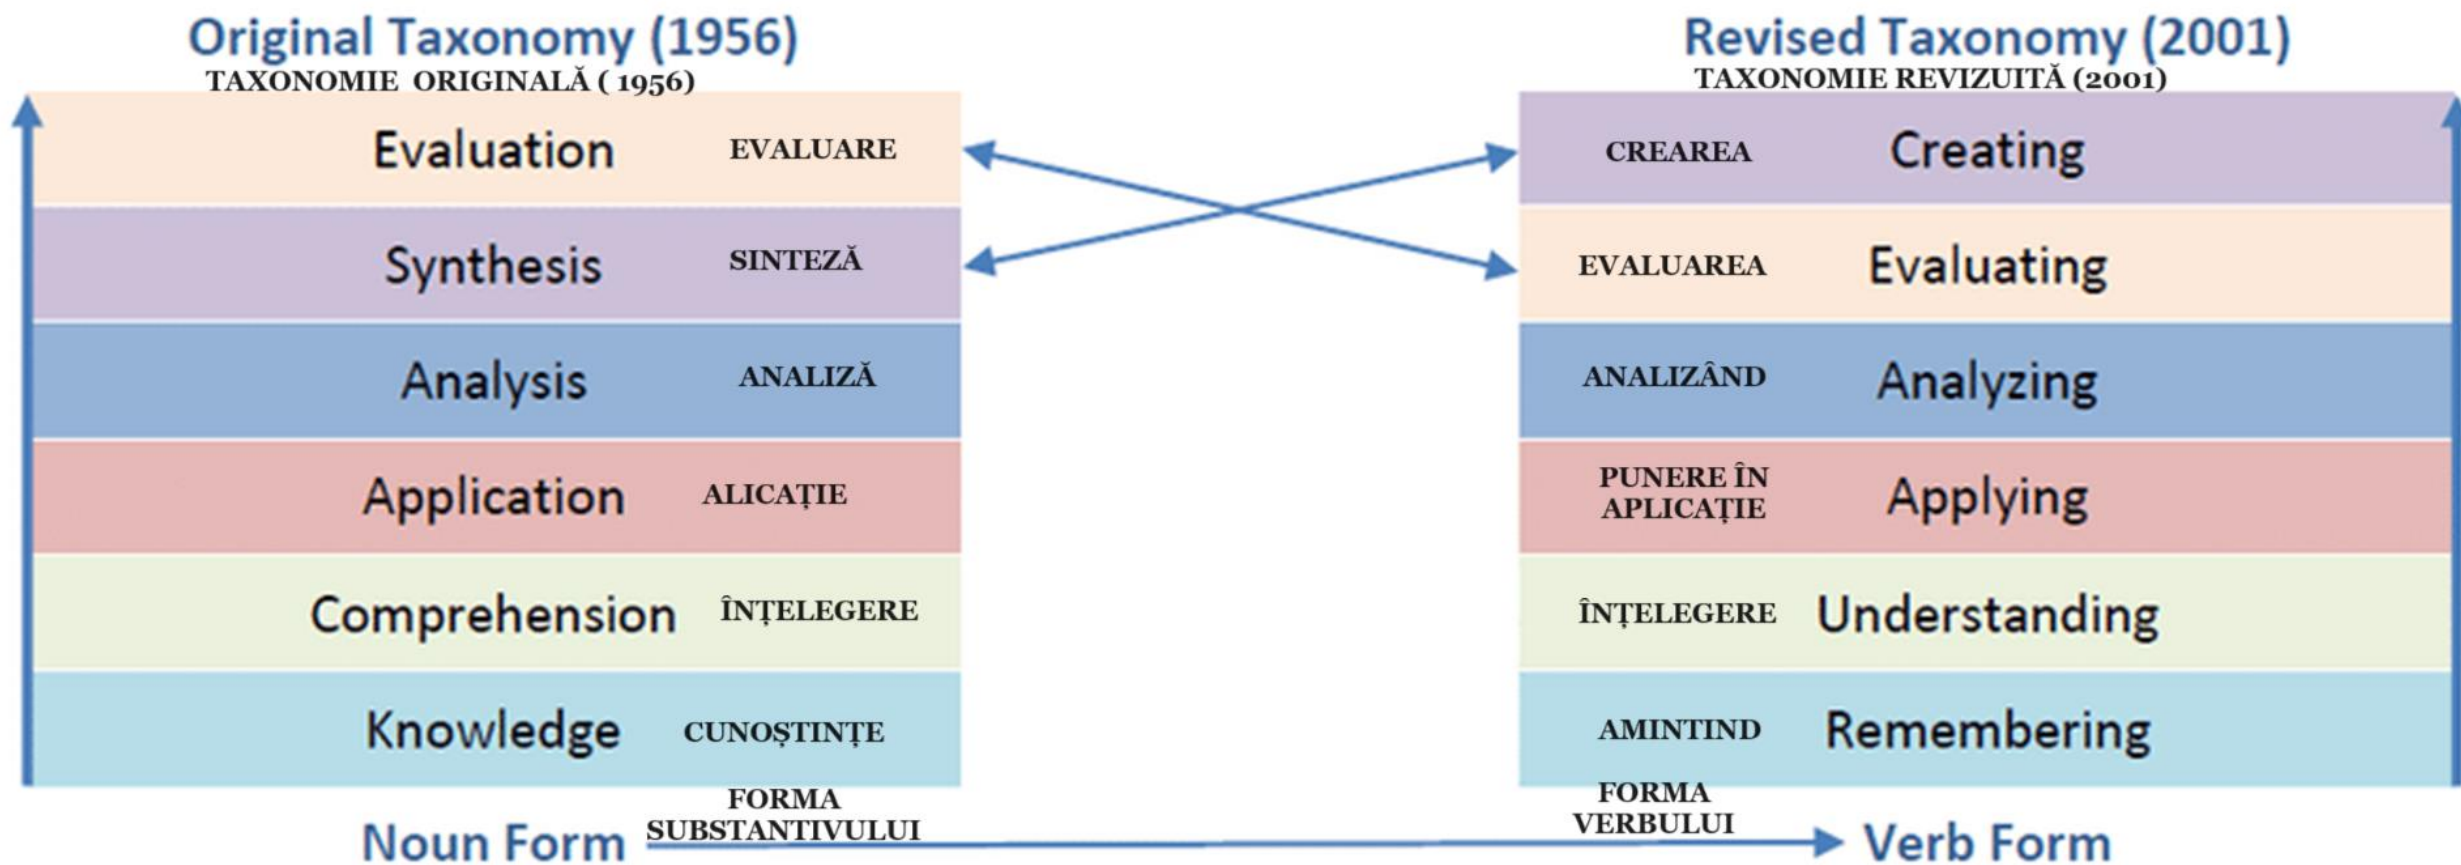 Original Taxonomy (1956)
TAXONOMIE ORIGINALĂ ( 1956)
Evaluation EVALUARE
Synthesis SINTEZĂ
Analysis ANALIZĂ
Application ALICAȚIE
Comprehension ÎNȚELEGERE
Knowledge CUNOȘTINȚE
Noun Form
FORMA
SUBSTANTIVULUI
Revised Taxonomy (2001)
TAXONOMIE REVIZUITĂ (2001)
CREAREA Creating
EVALUAREA Evaluating
ANALIZÂND Analyzing
PUNERE ÎN
APLICAȚIE
Applying
ÎNȚELEGERE Understanding
AMINTIND Remembering
FORMA
VERBULUI
Verb Form